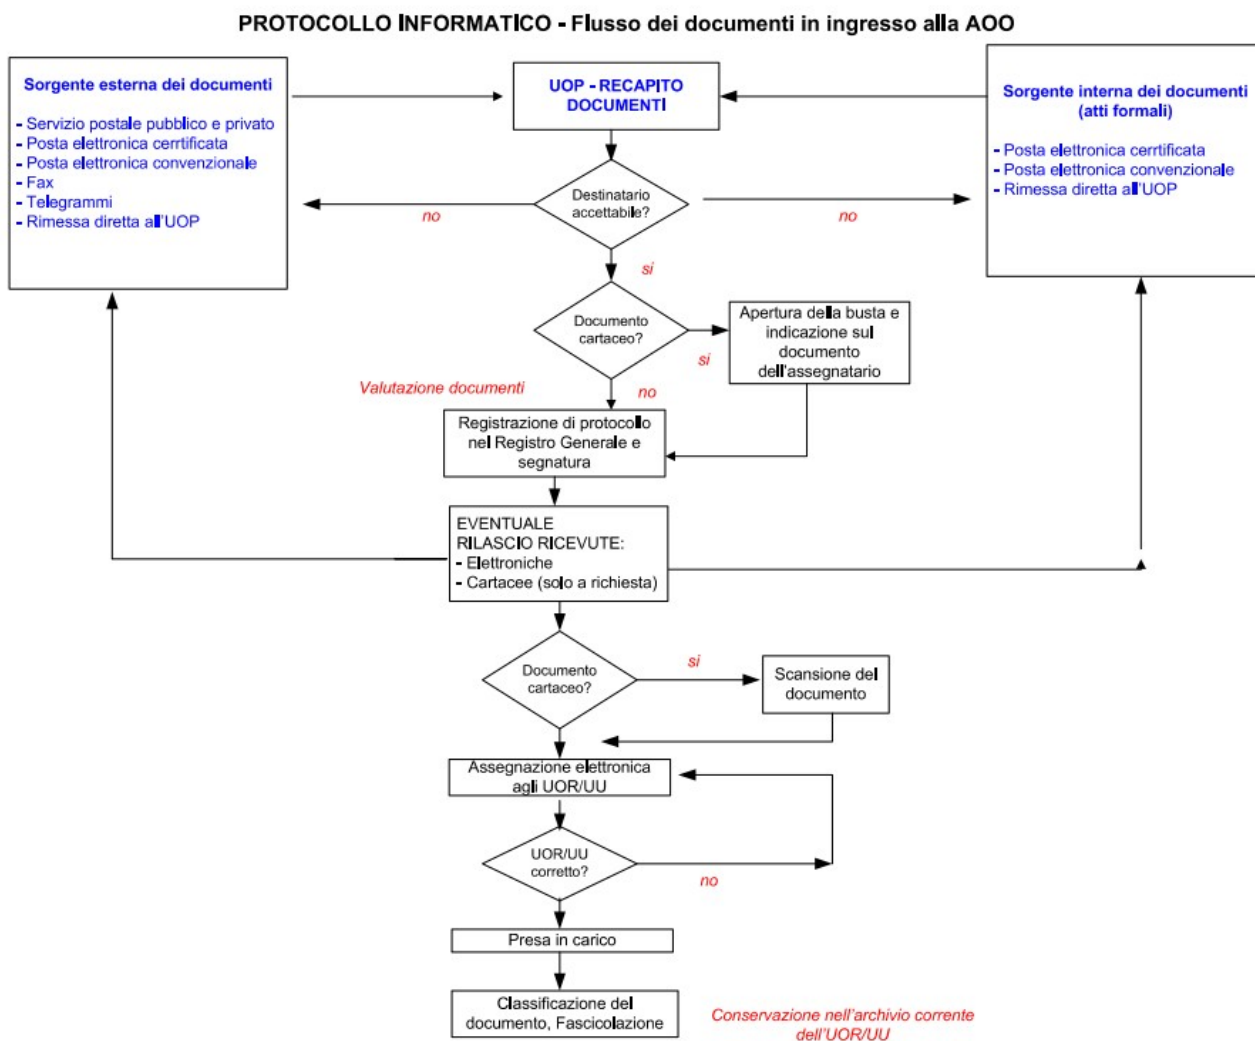 PROTOCOLLO INFORMATICO - Flusso dei documenti in ingresso alla AOO
Sorgente esterna dei documenti
- Servizio postale pubblico e privato
- Posta elettronica cerrtificata
- Posta elettronica convenzionale
- Fax
- Telegrammi
- Rimessa diretta all'UOP
UOP - RECAPITO
DOCUMENTI
Sorgente interna dei documenti
(atti formali)
- Posta elettronica cerrtificata
- Posta elettronica convenzionale
- Rimessa diretta all'UOP
Destinatario
accettabile?
no
no
si
Documento
cartaceo?
si
Apertura della busta e
indicazione sul
documento
dell'assegnatario
Valutazione documenti
no
Registrazione di protocollo
nel Registro Generale e
segnatura
EVENTUALE
RILASCIO RICEVUTE:
- Elettroniche
- Cartacee (solo a richiesta)
Documento
cartaceo?
si
Scansione del
documento
Assegnazione elettronica
agli UOR/UU
UOR/UU
corretto?
no
Presa in carico
Classificazione del
documento, Fascicolazione
Conservazione nell'archivio corrente
dell'UOR/UU